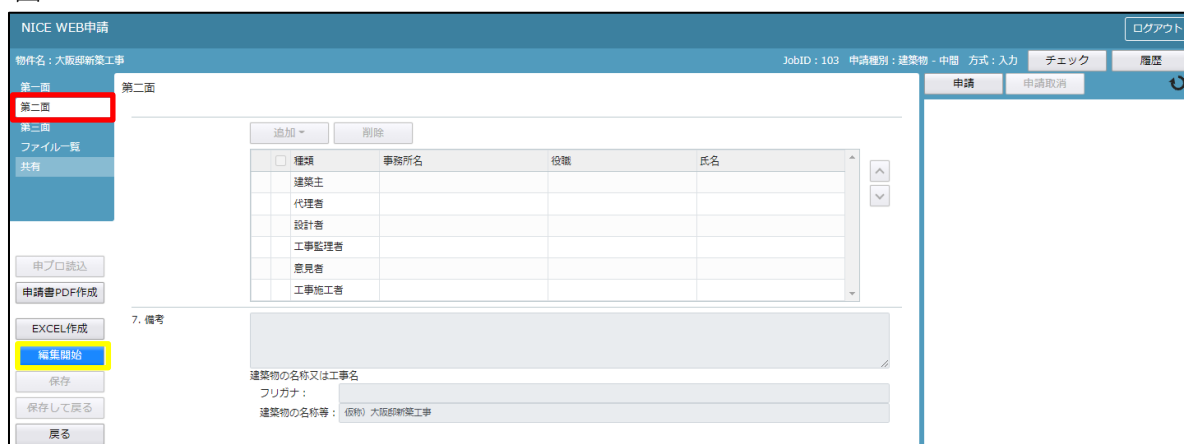 NICE WEB申請
ログアウト
物件名：大阪邸新築工事
JobID：103 申請種別：建築物 - 中間 方式：入力
チェック
履歴
第一面
第二面
第三面
ファイル一覧
共有
第二面
申請
申請取消
追加
削除
種類 事務所名 役職 氏名
建築主
代理者
設計者
工事監理者
意見者
工事施工者
申プロ読込
申請書PDF作成
EXCEL作成
編集開始
保存
保存して戻る
戻る
7. 備考
建築物の名称又は工事名
フリガナ：
建築物の名称等： 仮称）大阪邸新築工事